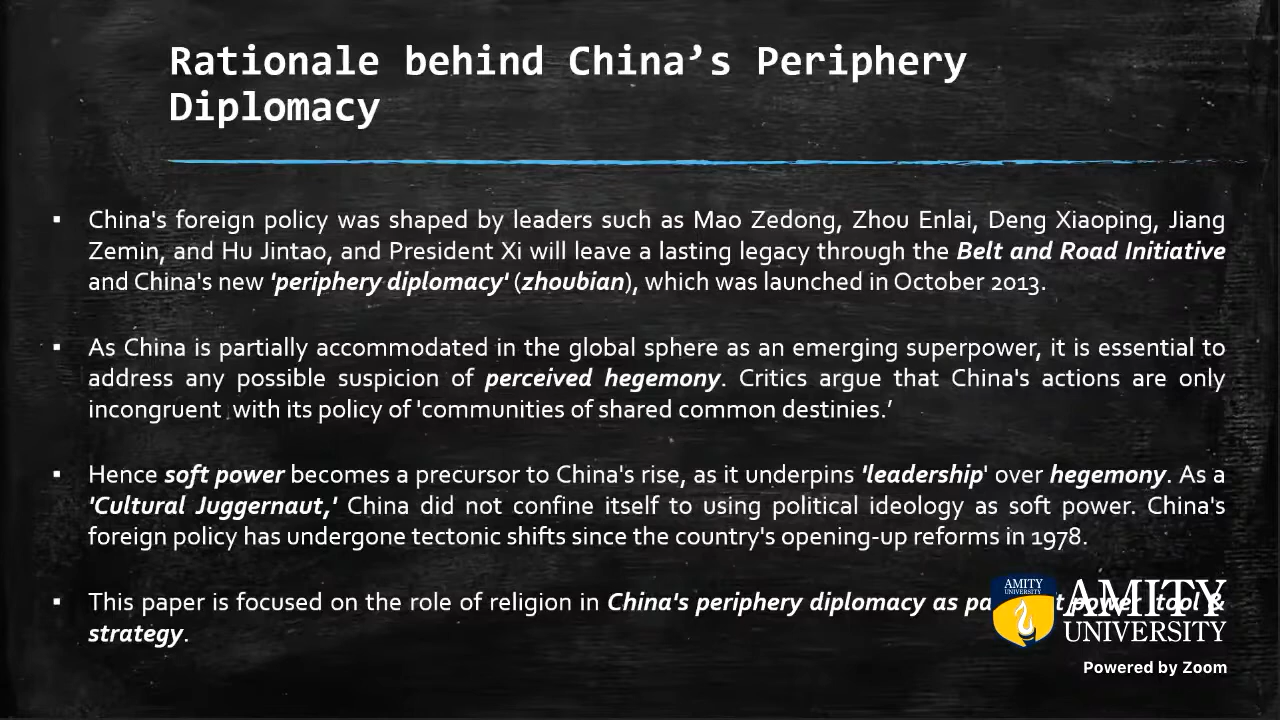 Rationale behind China’s Periphery
Diplomacy
▪ China's foreign policy was shaped by leaders such as Mao Zedong, Zhou Enlai, Deng Xiaoping, Jiang
Zemin, and Hu Jintao, and President Xi will leave a lasting legacy through the Belt and Road Initiative
and China's new 'periphery diplomacy' (zhoubian), which was launched in October 2013.
▪ As China is partially accommodated in the global sphere as an emerging superpower, it is essential to
address any possible suspicion of perceived hegemony. Critics argue that China's actions are only
incongruent with its policy of 'communities of shared common destinies.’
▪ Hence soft power becomes a precursor to China's rise, as it underpins 'leadership' over hegemony. As a
'Cultural Juggernaut,' China did not confine itself to using political ideology as soft power. China's
foreign policy has undergone tectonic shifts since the country's opening-up reforms in 1978.
▪ This paper is focused on the role of religion in China's periphery diplomacy as power tool &
strategy.
AMITY
UNIVERSITY
AMITY
UNIVERSITY
Powered by Zoom